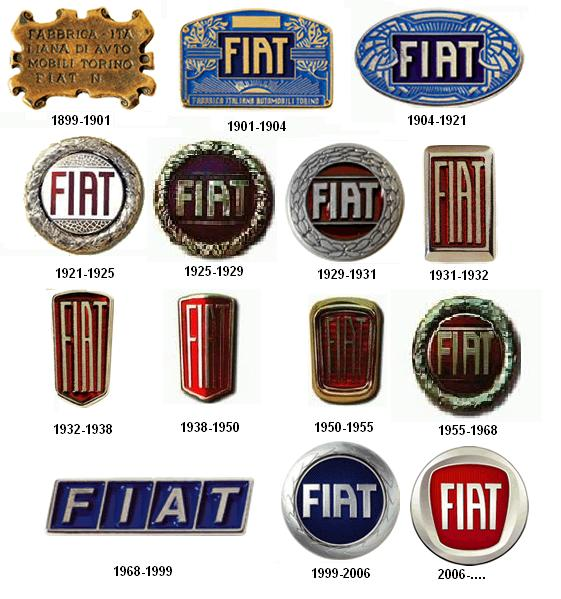 FABBRICA - ITA
LIANA DI AVTO
MOBILI TORINO
FIAT N.
FIAT
FABBRICA ITALIANA AUTOMOBILI TORINO
FIAT
1899-1901
1901-1904
1904-1921
FIAT
FIAT
FIAT
FIAT
1921-1925
1925-1929
1929-1931
1931-1932
FIAT
FIAT
FIAT
FIAT
1932-1938
1938-1950
1950-1955
1955-1968
FIAT
FIAT
FIAT
1968-1999
1999-2006
2006-....